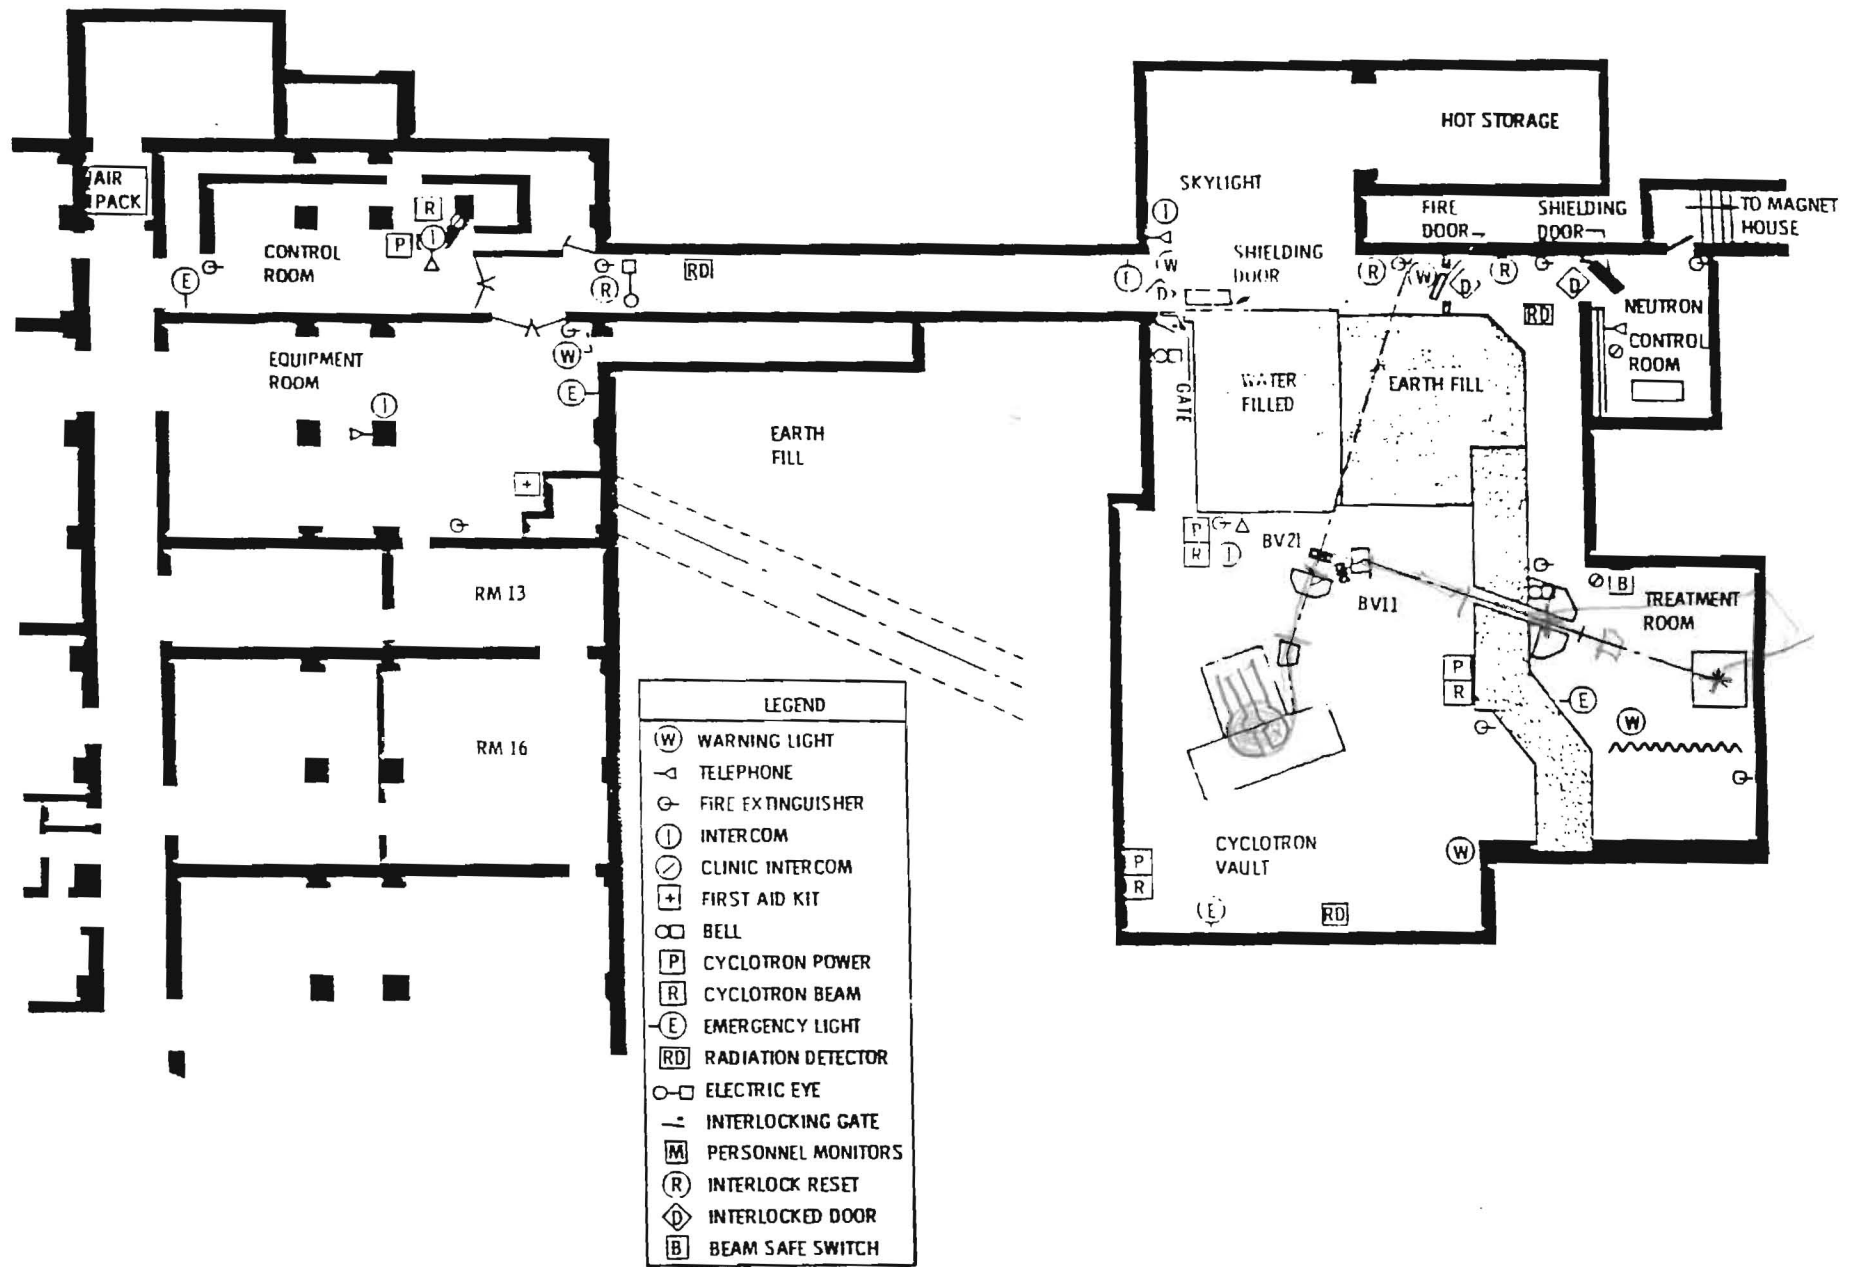 HOT STORAGE
AIR
PACK
SKYLIGHT
R
I
P
CONTROL
ROOM
E
R
RD
I
W
E
D
SHIELDING
DOOR
FIRE
DOOR
SHIELDING
DOOR
TO MAGNET
HOUSE
R
W
D
R
D
RD
NEUTRON
CONTROL
ROOM
EQUIPMENT
ROOM
W
E
I
GATE
WATER
FILLED
EARTH FILL
EARTH
FILL
+
P
R
I
BV21
BV11
B
TREATMENT
ROOM
RM 13
P
R
E
W
RM 16
CYCLOTRON
VAULT
P
R
W
E
RD
LEGEND
W WARNING LIGHT
TELEPHONE
FIRE EXTINGUISHER
I INTERCOM
CLINIC INTERCOM
+ FIRST AID KIT
BELL
P CYCLOTRON POWER
R CYCLOTRON BEAM
E EMERGENCY LIGHT
RD RADIATION DETECTOR
ELECTRIC EYE
INTERLOCKING GATE
M PERSONNEL MONITORS
R INTERLOCK RESET
D INTERLOCKED DOOR
B BEAM SAFE SWITCH